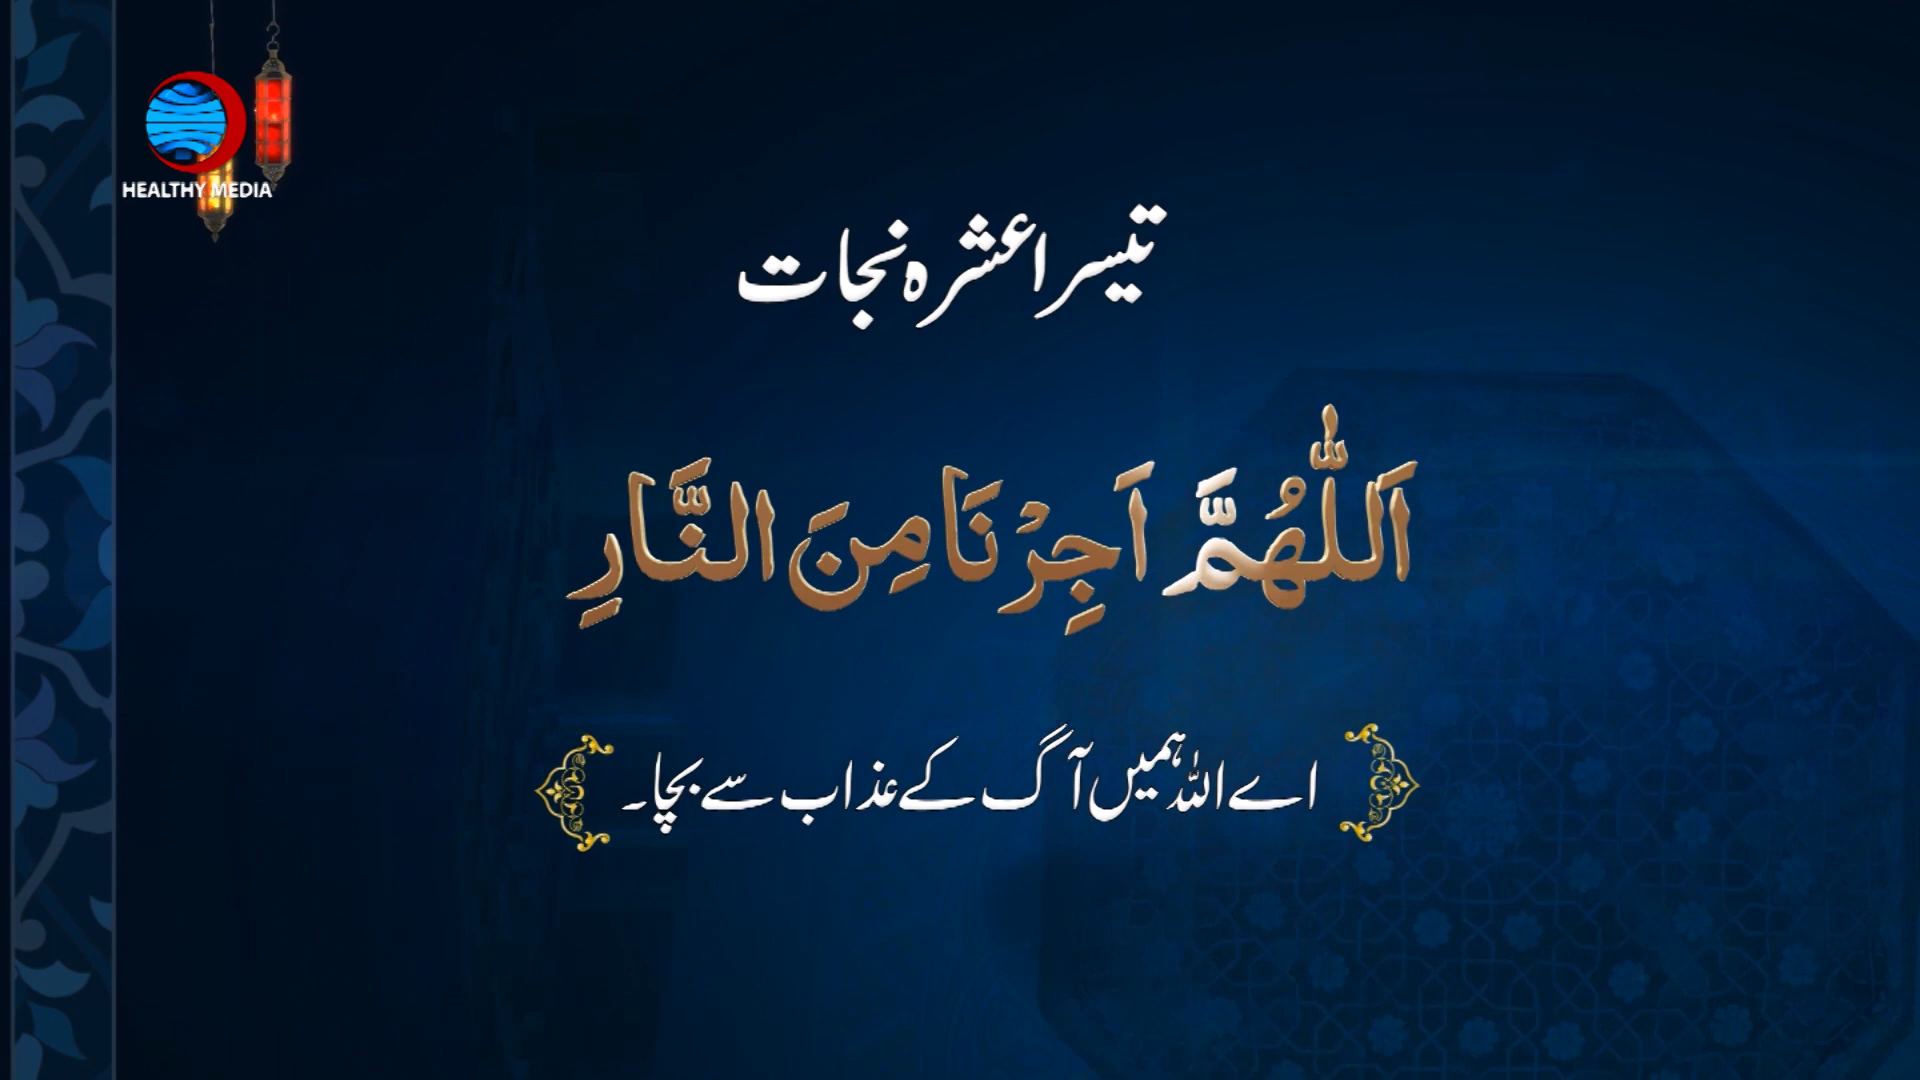 HEALTHY MEDIA
تیسرا عشرہ نجات
اَللّٰهُمَّ اَجِرْنَا مِنَ النَّارِ
اے اللہ ہمیں آگ کے عذاب سے بچا۔